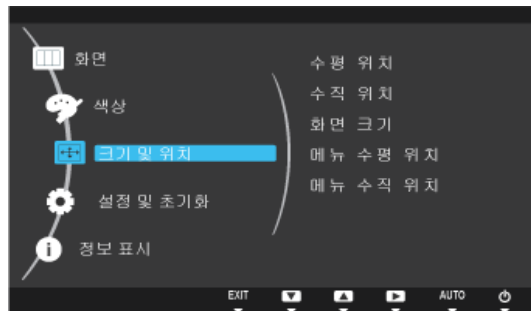 화면
색상
크기 및 위치
설정 및 초기화
정보 표시
수평 위치
수직 위치
화면 크기
메뉴 수평 위치
메뉴 수직 위치
EXIT AUTO